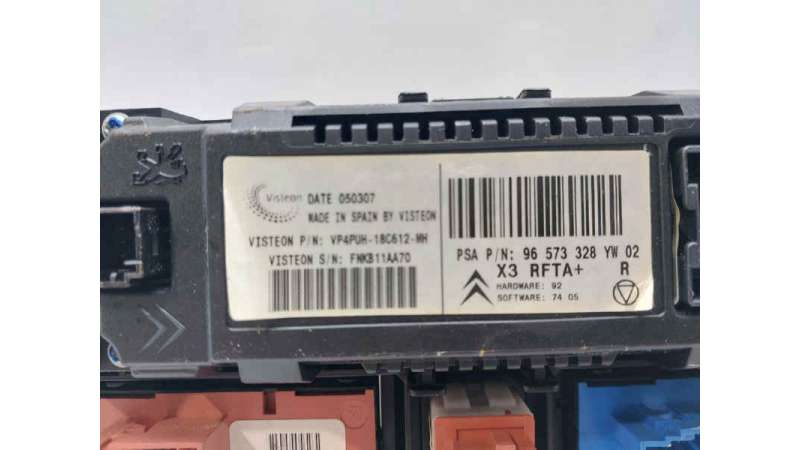 Visteon
DATE 050307
MADE IN SPAIN BY VISTEON
VISTEON P/N: VP4PUH-18C612-MH
VISTEON S/N: FNKB11AA70
PSA P/N: 96 573 328 YW 02
X3 RFTA+ R
HARDWARE: 92
SOFTWARE: 74 05